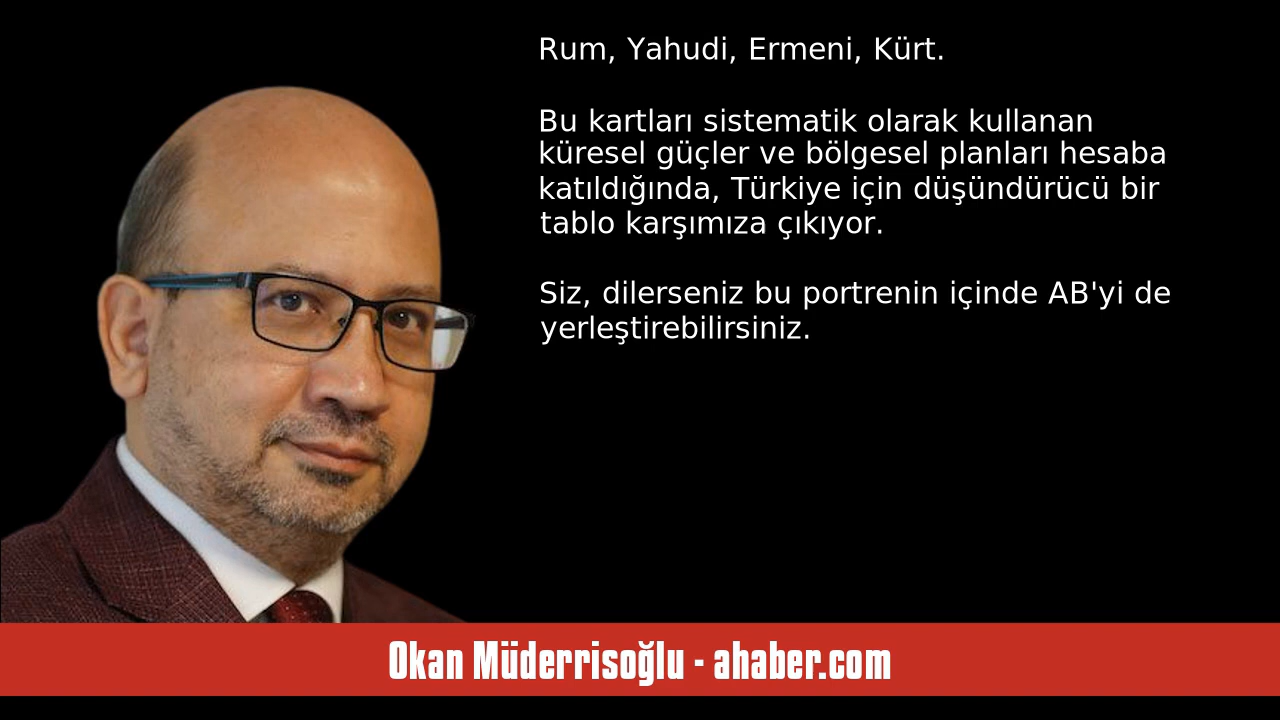 Rum, Yahudi, Ermeni, Kürt.
Bu kartları sistematik olarak kullanan
küresel güçler ve bölgesel planları hesaba
katıldığında, Türkiye için düşündürücü bir
tablo karşımıza çıkıyor.
Siz, dilerseniz bu portrenin içinde AB'yi de
yerleştirebilirsiniz.
Okan Müderrisoğlu - ahaber.com